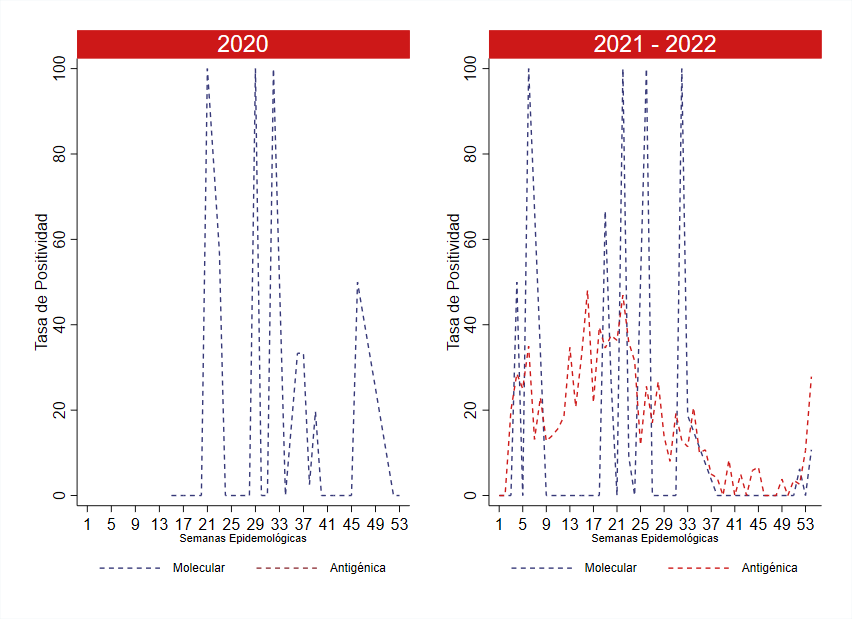 2020
Tasa de Positividad
100
80
60
40
20
0
1 5 9 13 17 21 25 29 33 37 41 45 49 53
Semanas Epidemológicas
Molecular Antigénica
2021 - 2022
Tasa de Positividad
100
80
60
40
20
0
1 5 9 13 17 21 25 29 33 37 41 45 49 53
Semanas Epidemológicas
Molecular Antigénica